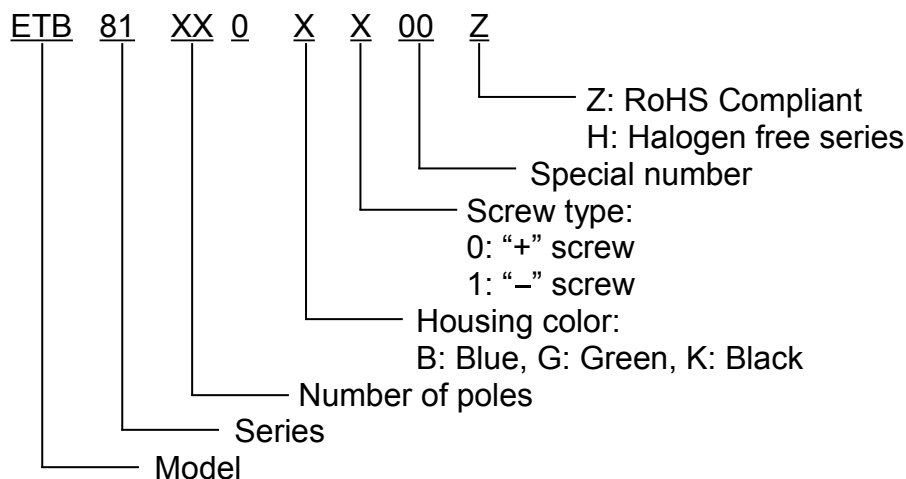 ETB 81 XX 0 X X 00 Z
Z: RoHS Compliant
H: Halogen free series
Special number
Screw type:
0: “+” screw
1: “–” screw
Housing color:
B: Blue, G: Green, K: Black
Number of poles
Series
Model